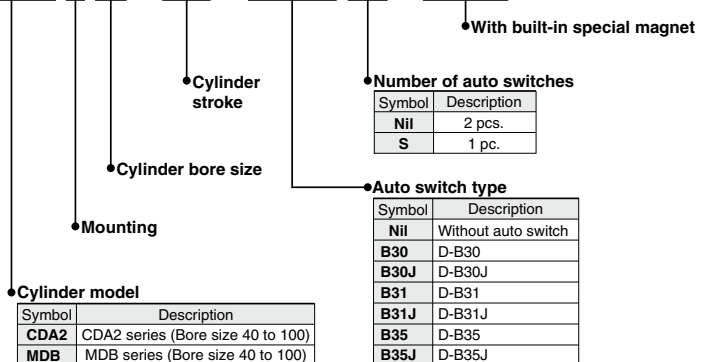 With built-in special magnet
Cylinder
stroke
Number of auto switches
Symbol Description
Nil 2 pcs.
S 1 pc.
Cylinder bore size
Auto switch type
Symbol Description
Nil Without auto switch
B30 D-B30
B30J D-B30J
B31 D-B31
B31J D-B31J
B35 D-B35
B35J D-B35J
Mounting
Cylinder model
Symbol Description
CDA2 CDA2 series (Bore size 40 to 100)
MDB MDB series (Bore size 40 to 100)